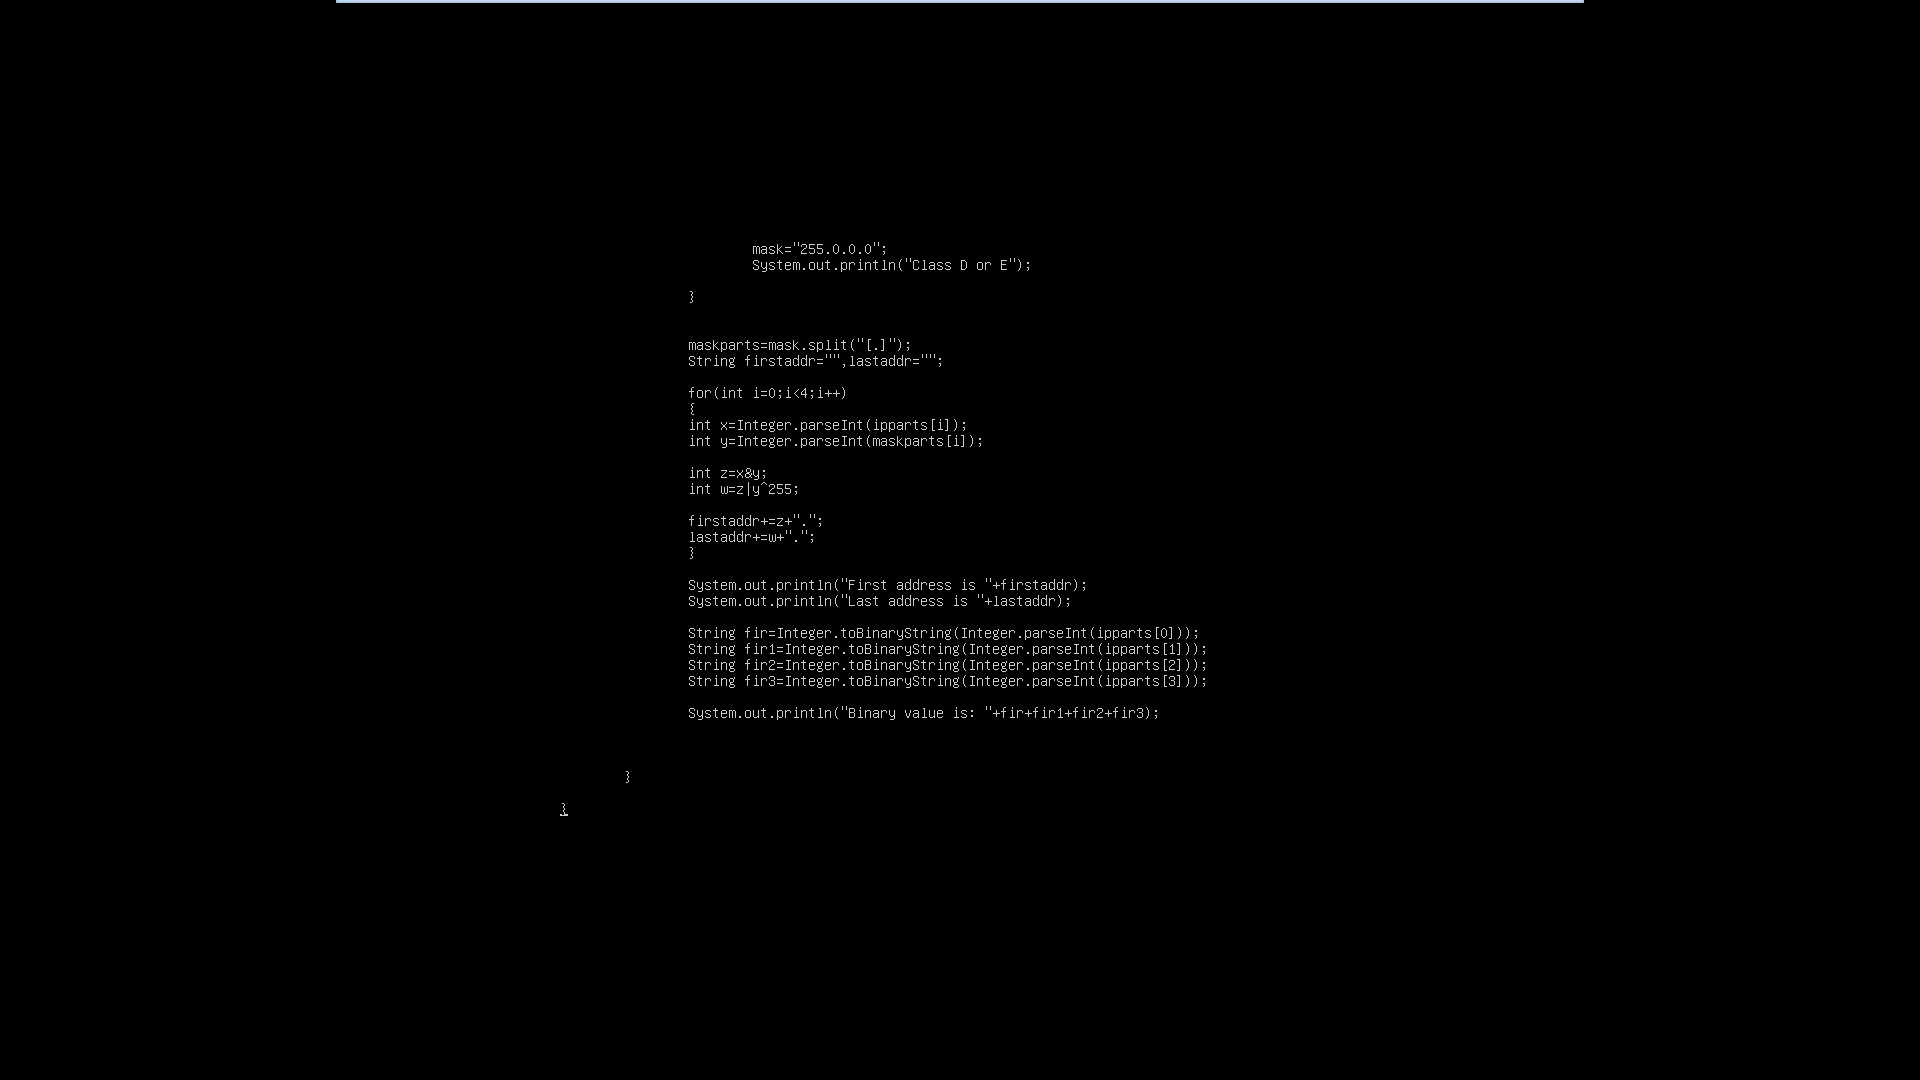 mask="255.0.0.0";
System.out.println("Class D or E");
}
maskparts=mask.split("[.]");
String firstaddr="",lastaddr="";
for(int i=0;i<4;i++)
{
int x=Integer.parseInt(ipparts[i]);
int y=Integer.parseInt(maskparts[i]);
int z=x&y;
int w=z|y^255;
firstaddr+=z+".";
lastaddr+=w+".";
}
System.out.println("First address is "+firstaddr);
System.out.println("Last address is "+lastaddr);
String fir=Integer.toBinaryString(Integer.parseInt(ipparts[0]));
String fir1=Integer.toBinaryString(Integer.parseInt(ipparts[1]));
String fir2=Integer.toBinaryString(Integer.parseInt(ipparts[2]));
String fir3=Integer.toBinaryString(Integer.parseInt(ipparts[3]));
System.out.println("Binary value is: "+fir+fir1+fir2+fir3);
}
}